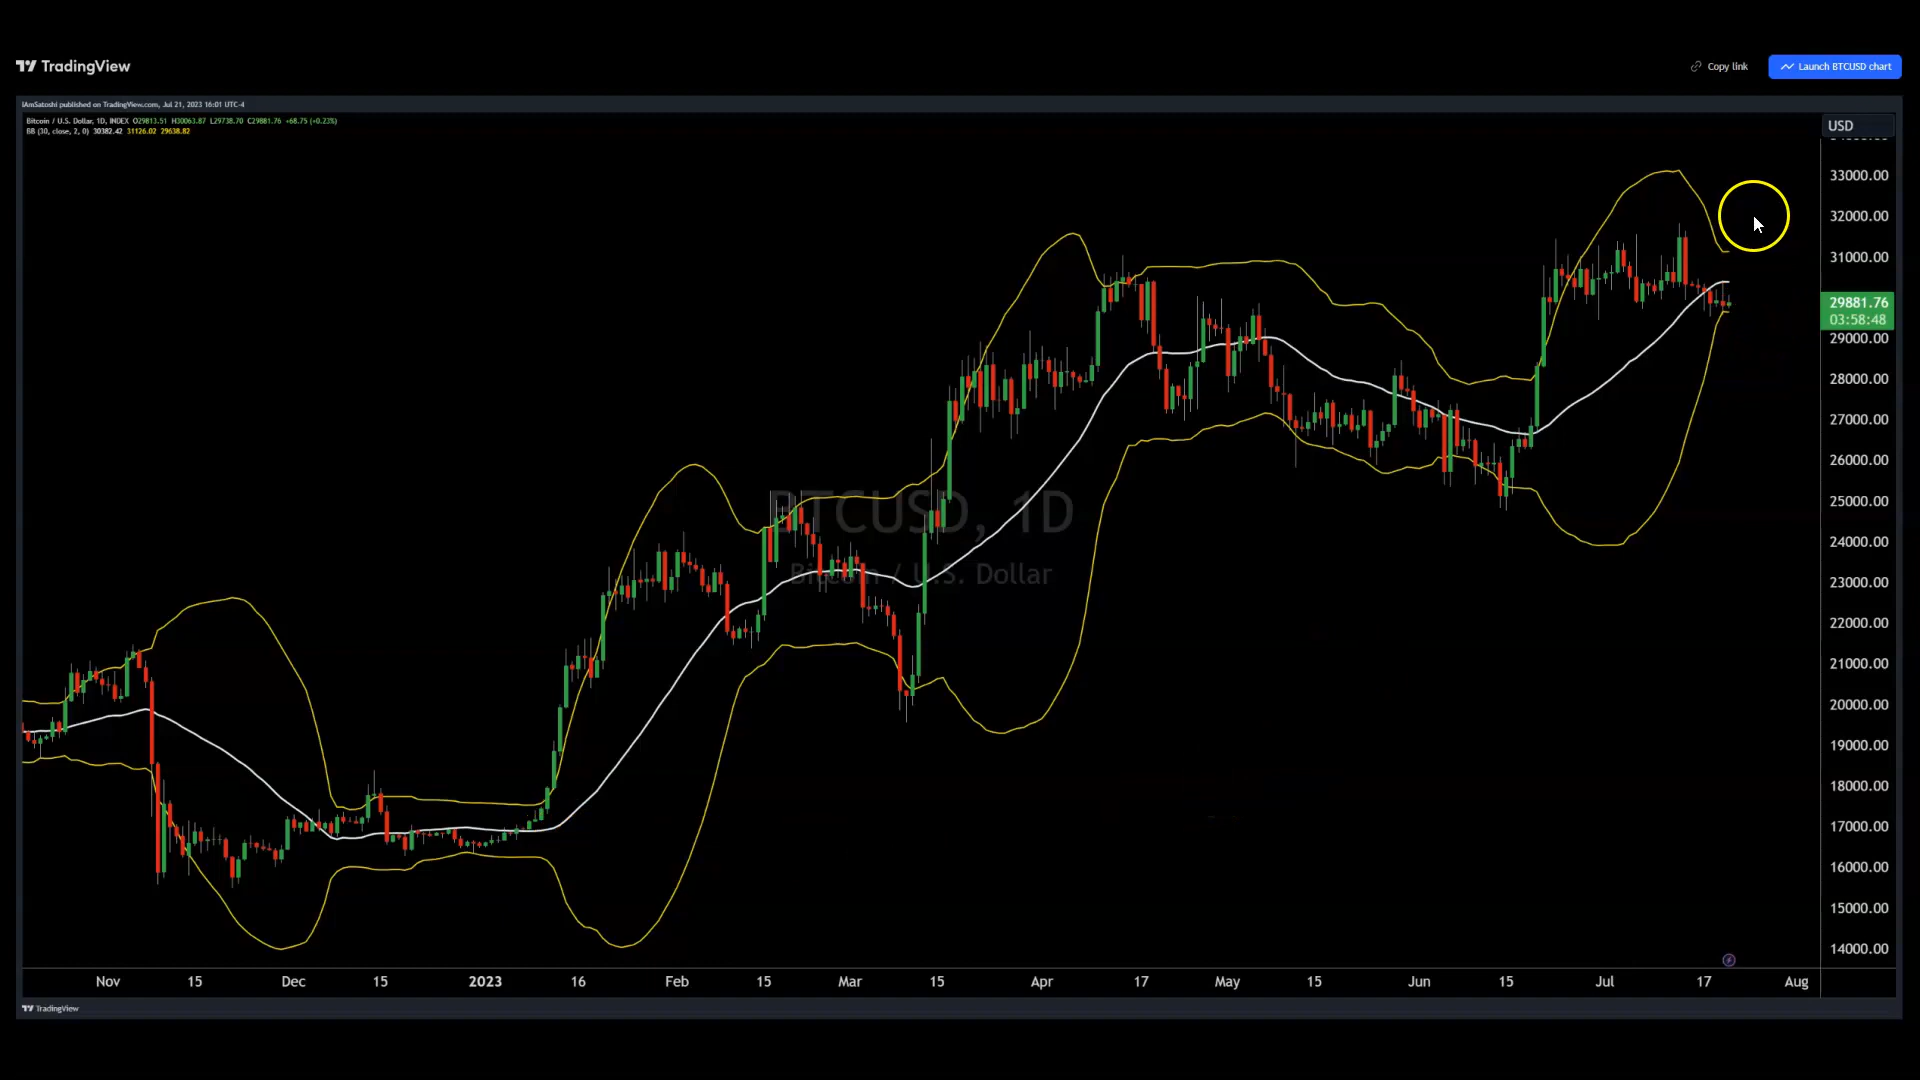 TradingView
Copy link
Launch BTCUSD chart
IAmSatoshi published on TradingView.com, Jul 21, 2023 16:01 UTC-4
Bitcoin / U.S. Dollar, 1D, INDEX O29813.51 H30063.87 L29738.70 C29881.76 +68.75 (+0.23%)
BB (30, close, 2, 0) 30382.42 31126.02 29638.82
USD
33000.00
32000.00
31000.00
29881.76
03:58:48
29000.00
28000.00
27000.00
26000.00
25000.00
24000.00
23000.00
22000.00
21000.00
20000.00
19000.00
18000.00
17000.00
16000.00
15000.00
14000.00
BTCUSD, 1D
Bitcoin / U.S. Dollar
Nov 15 Dec 15 2023 16 Feb 15 Mar 15 Apr 17 May 15 Jun 15 Jul 17 Aug
TradingView